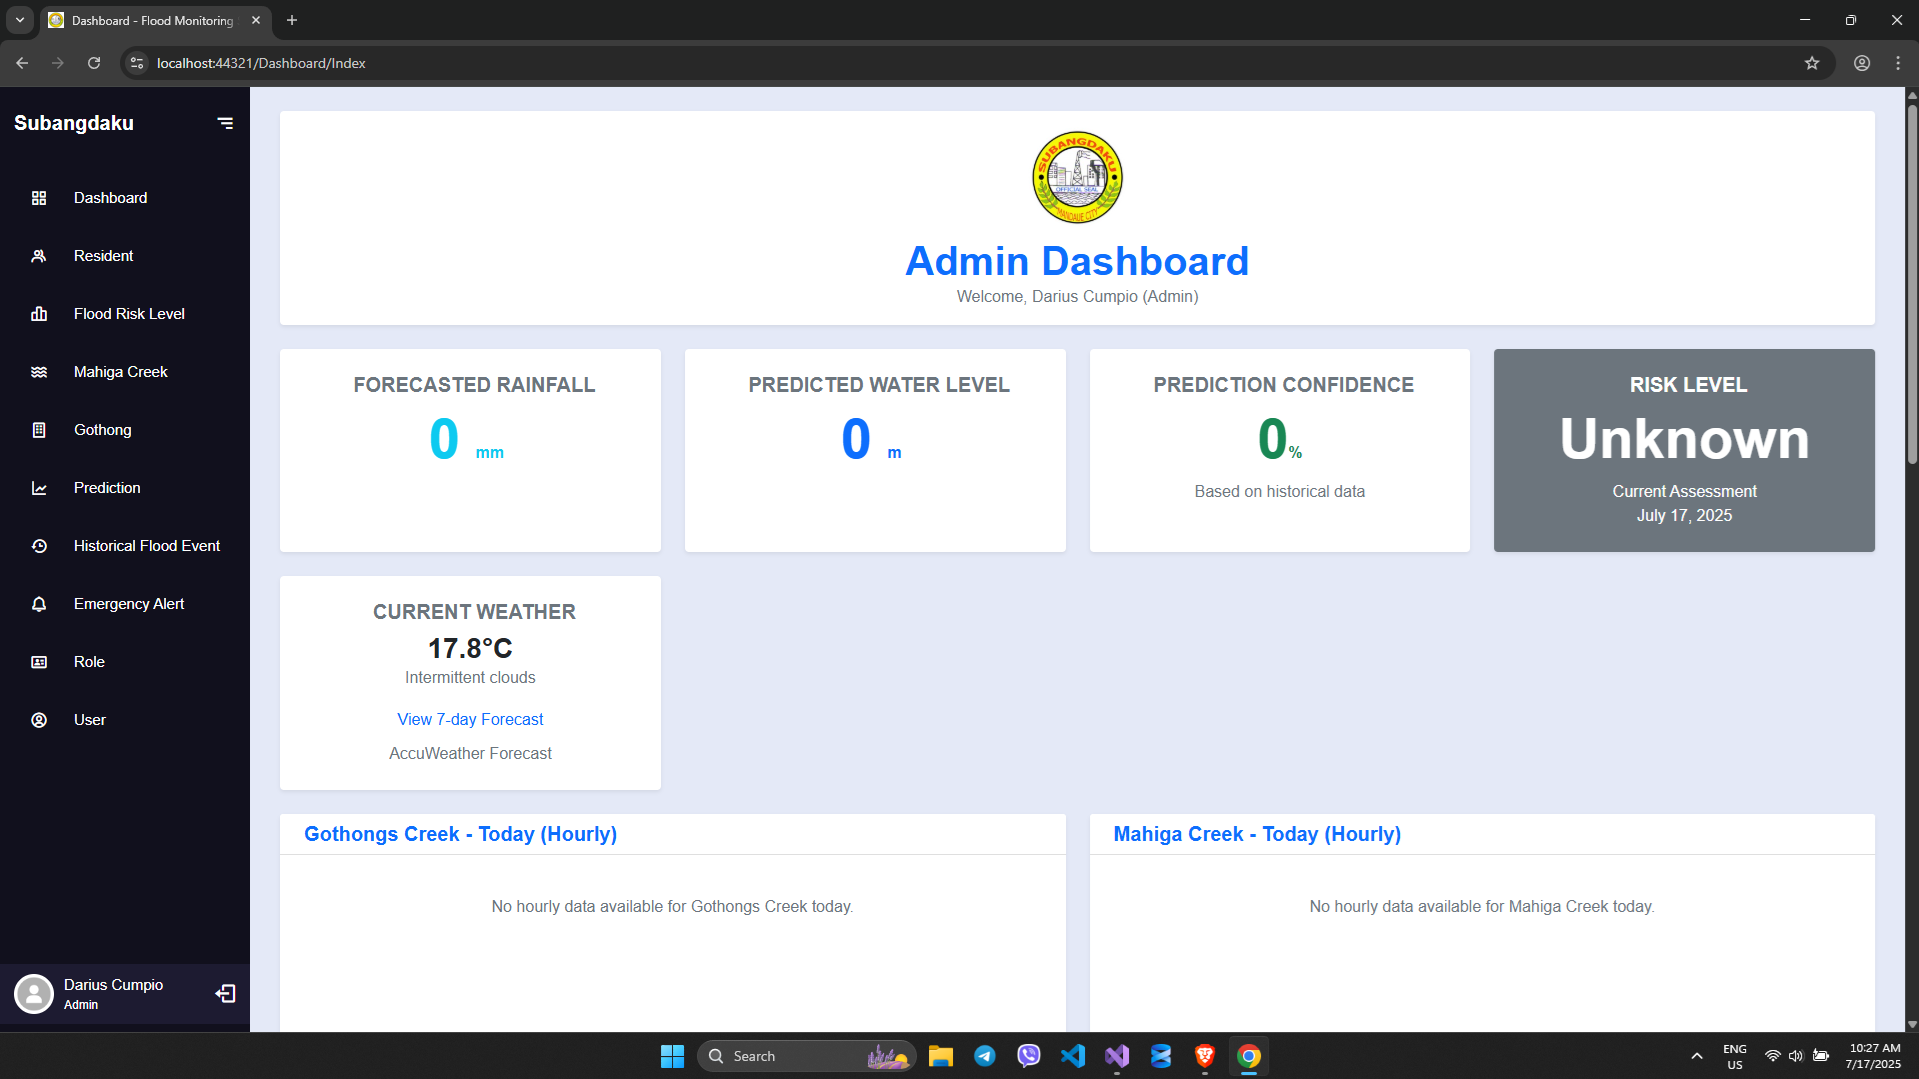 Dashboard - Flood Monitoring
localhost:44321/Dashboard/Index
Subangdaku
Dashboard
Resident
Flood Risk Level
Mahiga Creek
Gothong
Prediction
Historical Flood Event
Emergency Alert
Role
User
Darius Cumpio
Admin
SUBANGDAKU
OFFICIAL SEAL
MANDAUE CITY
Admin Dashboard
Welcome, Darius Cumpio (Admin)
FORECASTED RAINFALL
0 mm
PREDICTED WATER LEVEL
0 m
PREDICTION CONFIDENCE
0%
Based on historical data
RISK LEVEL
Unknown
Current Assessment
July 17, 2025
CURRENT WEATHER
17.8°C
Intermittent clouds
View 7-day Forecast
AccuWeather Forecast
Gothongs Creek - Today (Hourly)
No hourly data available for Gothongs Creek today.
Mahiga Creek - Today (Hourly)
No hourly data available for Mahiga Creek today.
Search
ENG
US
10:27 AM
7/17/2025